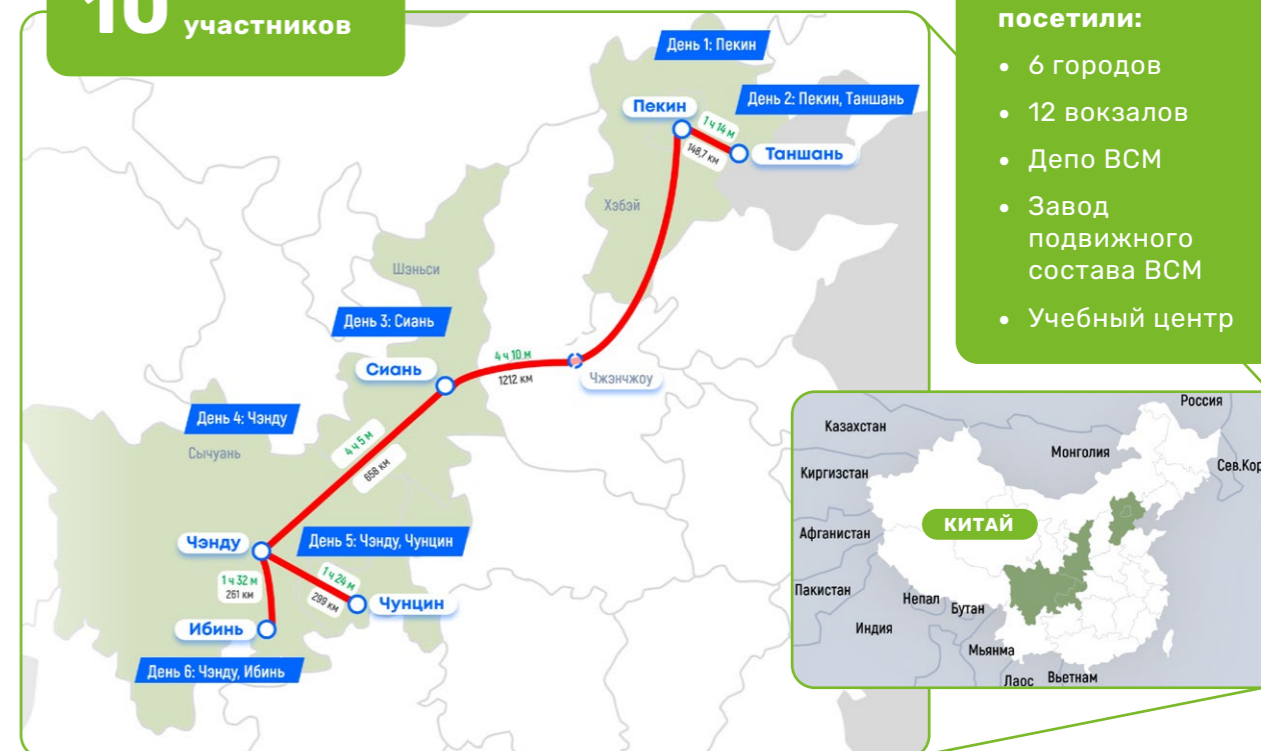 10 участников
посетили:
• 6 городов
• 12 вокзалов
• Депо ВСМ
• Завод
подвижного
состава ВСМ
• Учебный центр
День 1: Пекин
День 2: Пекин, Таншань
Пекин
1 ч 14 м
148,7 км
Таншань
Хэбэй
Шэньси
День 3: Сиань
Сиань
4 ч 10 м
1212 км
Чжэнчжоу
День 4: Чэнду
Сычуань
4 ч 5 м
658 км
Чэнду
День 5: Чэнду, Чунцин
1 ч 32 м
261 км
1 ч 24 м
299 км
Чунцин
Ибинь
День 6: Чэнду, Ибинь
Россия
Казахстан
Монголия
Киргизстан
Сев.Кор
КИТАЙ
Афганистан
Пакистан
Непал
Бутан
Индия
Мьянма
Лаос
Вьетнам